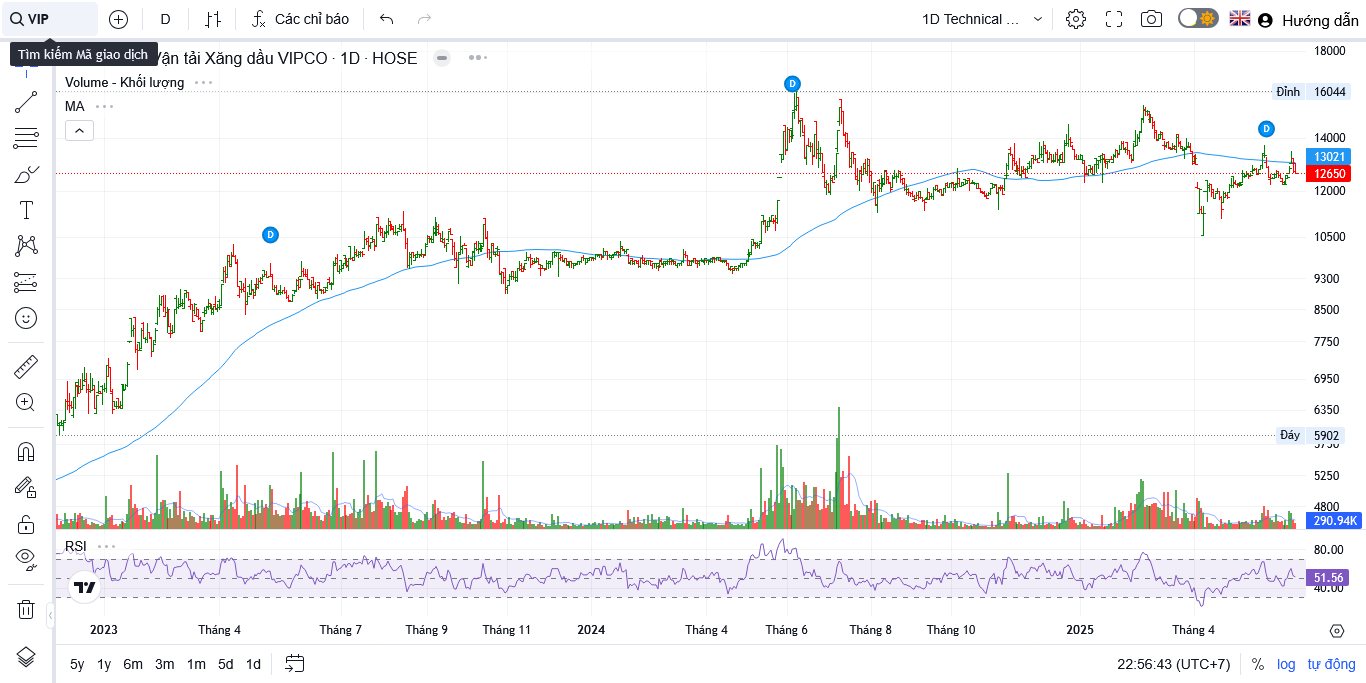 VIP D Các chỉ báo 1D Technical ... Hướng dẫn
Tìm kiếm Mã giao dịch
Vận tải Xăng dầu VIPCO · 1D · HOSE
Volume - Khối lượng
MA
18000
D
Đỉnh 16044
D
14000
13021
12650
12000
D
10500
9300
8500
7750
6950
6350
Đáy 5902
5750
5250
4800
290.94K
RSI
80.00
51.56
40.00
2023 Tháng 4 Tháng 7 Tháng 9 Tháng 11 2024 Tháng 4 Tháng 6 Tháng 8 Tháng 10 2025 Tháng 4
5y 1y 6m 3m 1m 5d 1d 22:56:43 (UTC+7) % log tự động